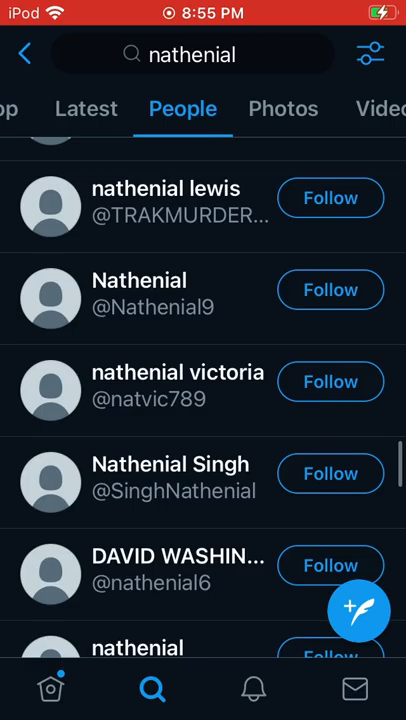 iPod 8:55 PM
nathenial
op Latest People Photos Video
nathenial lewis
@TRAKMURDER...
Follow
Nathenial
@Nathenial9
Follow
nathenial victoria
@natvic789
Follow
Nathenial Singh
@SinghNathenial
Follow
DAVID WASHIN...
@nathenial6
Follow
nathenial
Follow